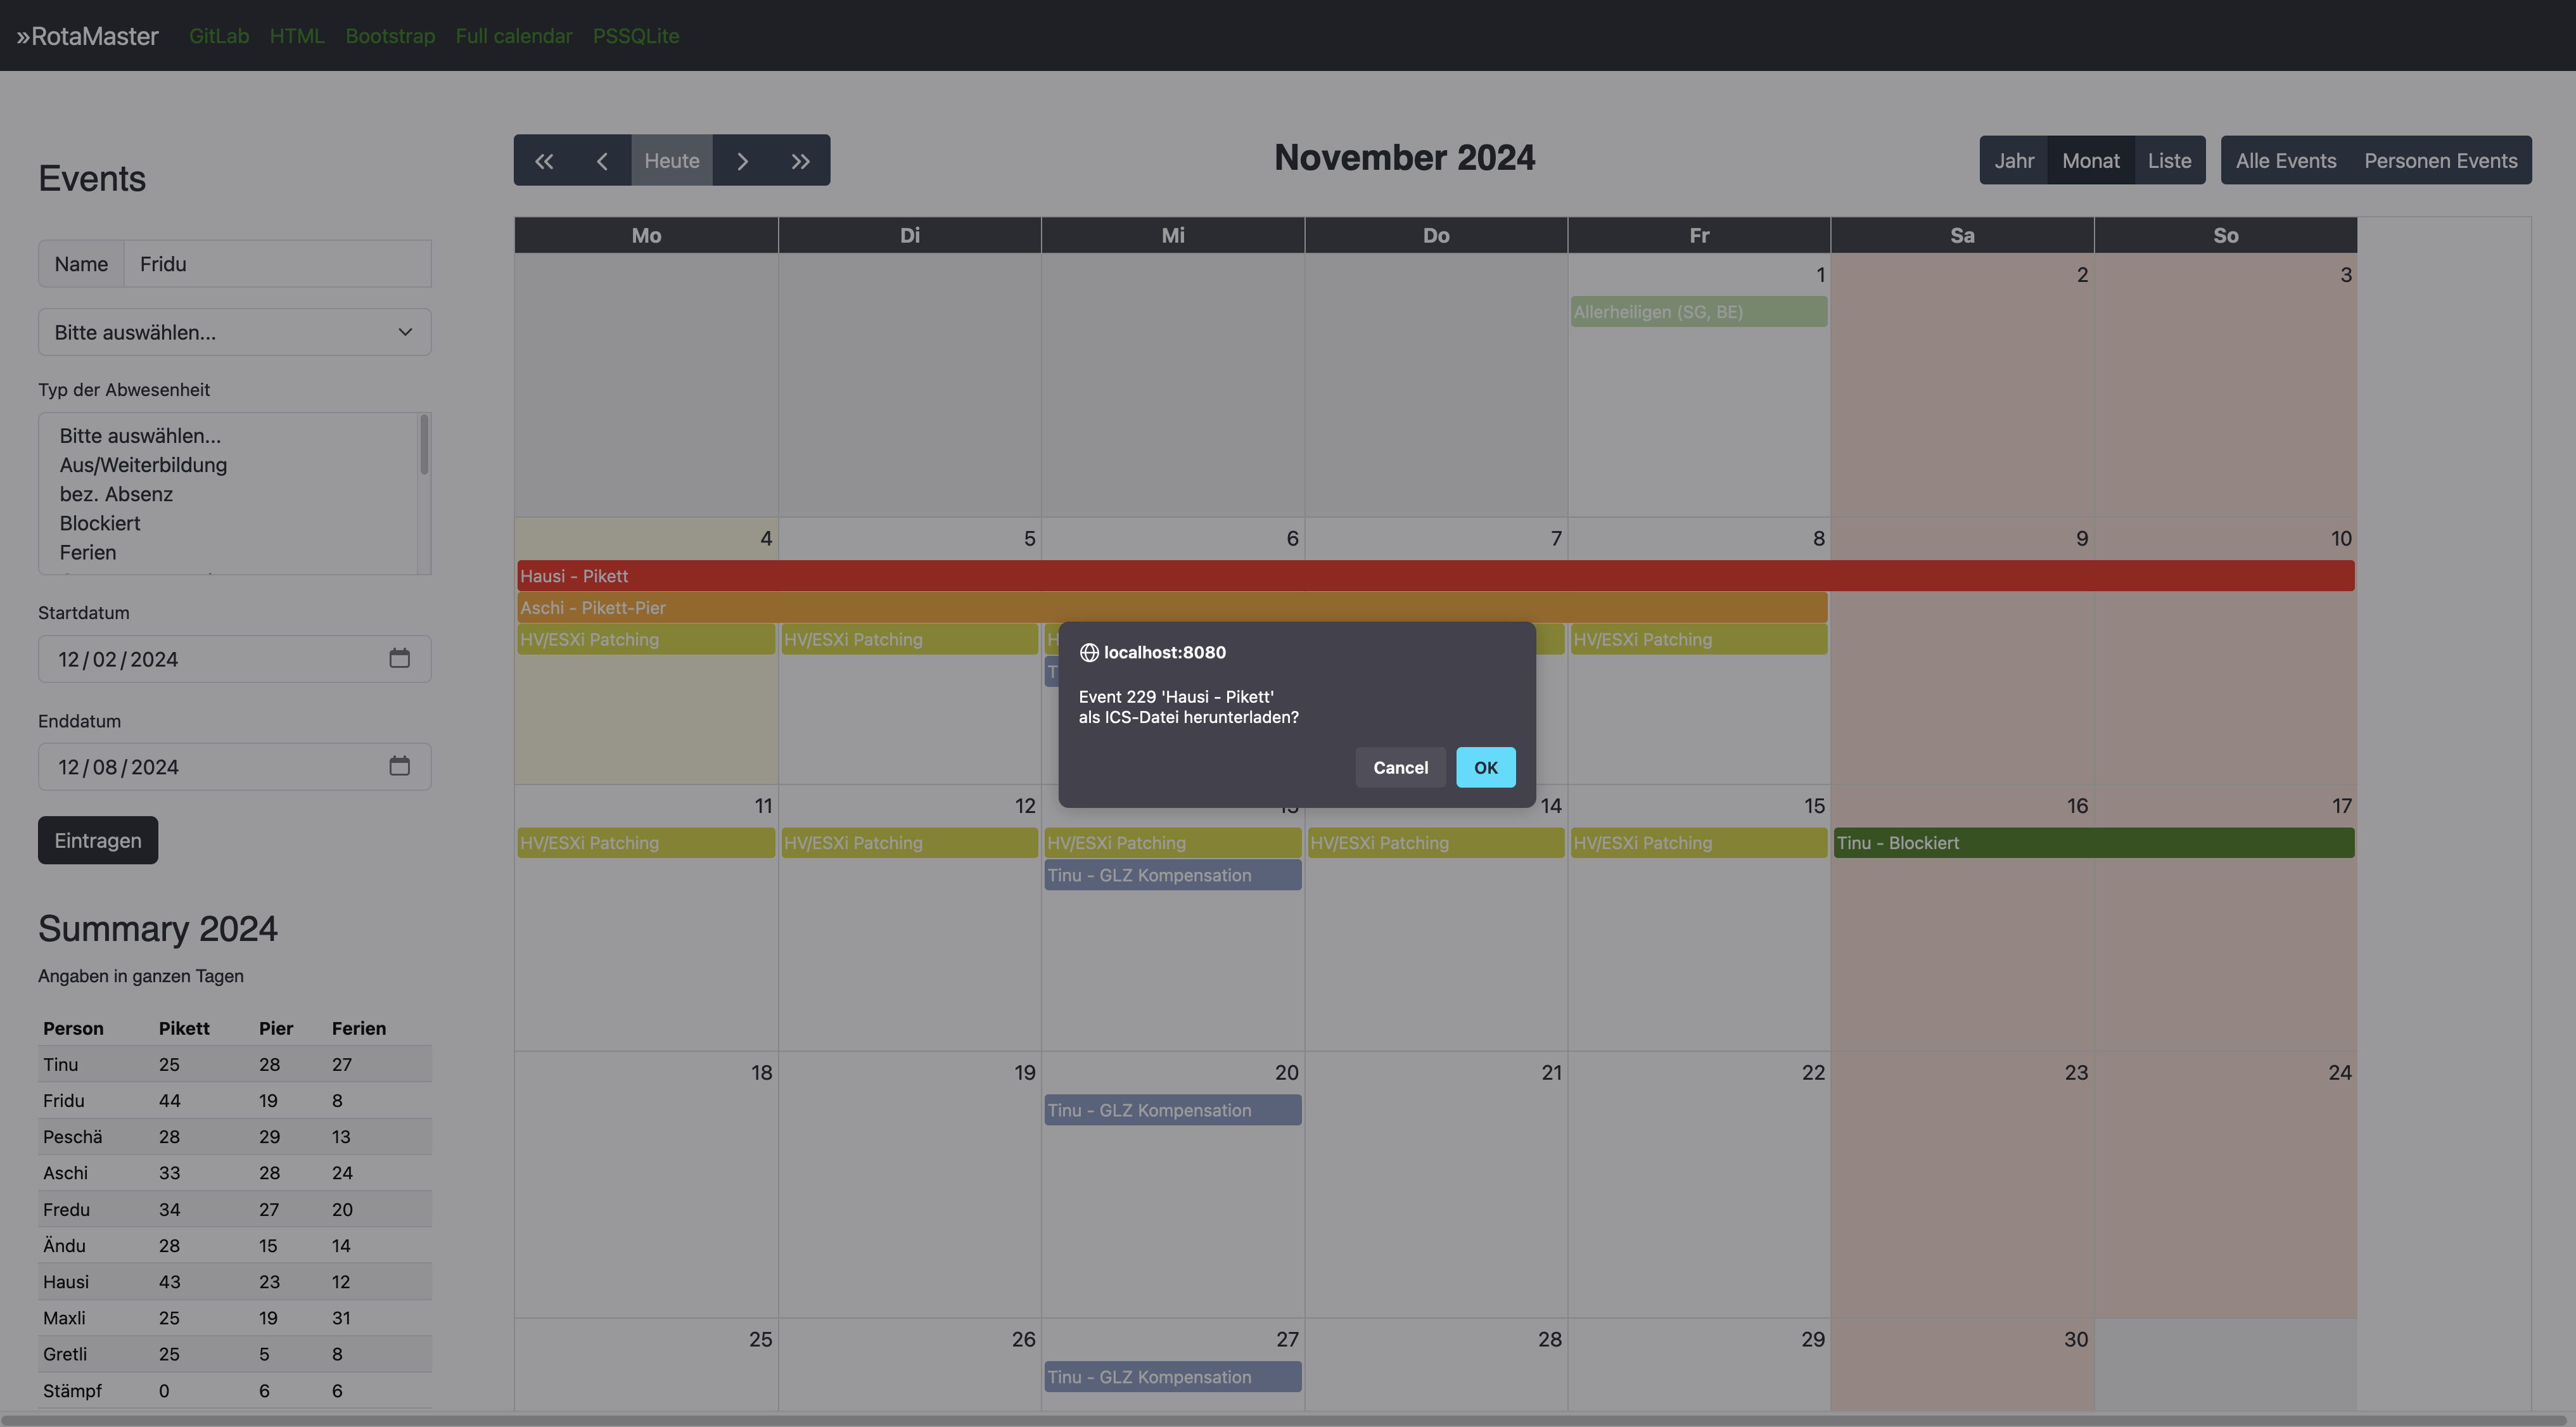 »RotaMaster GitLab HTML Bootstrap Full calendar PSSQLite
Events
Name Fridu
Bitte auswählen...
Typ der Abwesenheit
Bitte auswählen...
Aus/Weiterbildung
bez. Absenz
Blockiert
Ferien
Startdatum
12/02/2024
Enddatum
12/08/2024
Eintragen
Summary 2024
Angaben in ganzen Tagen
Person Pikett Pier Ferien
Tinu 25 28 27
Fridu 44 19 8
Peschä 28 29 13
Aschi 33 28 24
Fredu 34 27 20
Ändu 28 15 14
Hausi 43 23 12
Maxli 25 19 31
Gretli 25 5 8
Stämpf 0 6 6
Heute
November 2024
Jahr Monat Liste Alle Events Personen Events
Mo Di Mi Do Fr Sa So
1 2 3
Allerheiligen (SG, BE)
4 5 6 7 8 9 10
Hausi - Pikett
Aschi - Pikett-Pier
HV/ESXi Patching HV/ESXi Patching H HV/ESXi Patching
T
localhost:8080
Event 229 'Hausi - Pikett'
als ICS-Datei herunterladen?
Cancel OK
11 12 13 14 15 16 17
HV/ESXi Patching HV/ESXi Patching HV/ESXi Patching HV/ESXi Patching HV/ESXi Patching Tinu - Blockiert
Tinu - GLZ Kompensation
18 19 20 21 22 23 24
Tinu - GLZ Kompensation
25 26 27 28 29 30
Tinu - GLZ Kompensation